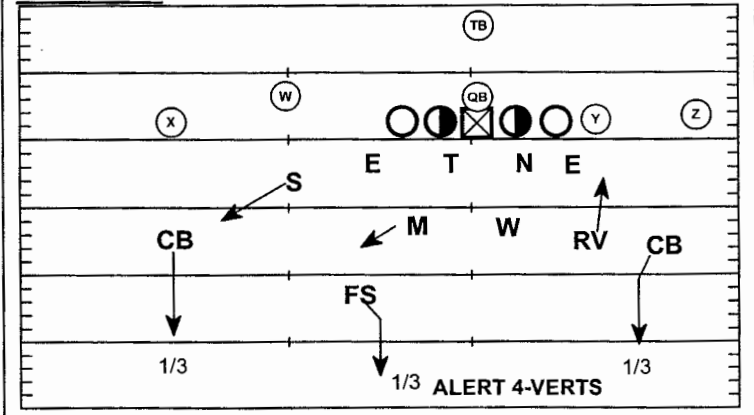 TB
W QB
X Y Z
E T N E
S
M W
CB RV CB
FS
1/3 1/3 1/3
ALERT 4-VERTS